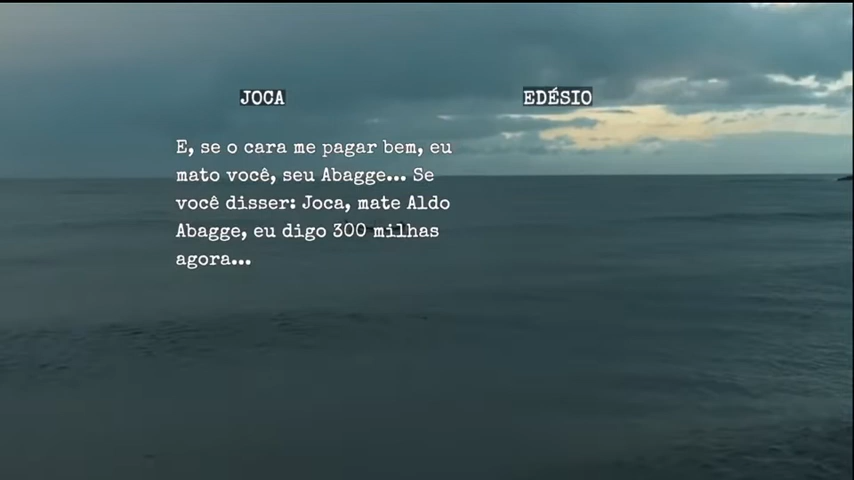 JOCA
EDÉSIO
E, se o cara me pagar bem, eu
mato você, seu Abagge... Se
você disser: Joca, mate Aldo
Abagge, eu digo 300 milhas
agora...